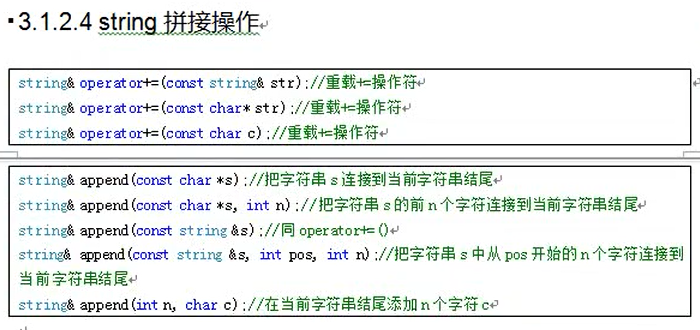 3.1.2.4 string 拼接操作
string& operator+=(const string& str);//重载+=操作符
string& operator+=(const char* str);//重载+=操作符
string& operator+=(const char c);//重载+=操作符
string& append(const char *s);//把字符串 s 连接到当前字符串结尾
string& append(const char *s, int n);//把字符串 s 的前 n 个字符连接到当前字符串结尾
string& append(const string &s);//同 operator+=()
string& append(const string &s, int pos, int n);//把字符串 s 中从 pos 开始的 n 个字符连接到
当前字符串结尾
string& append(int n, char c);//在当前字符串结尾添加 n 个字符 c